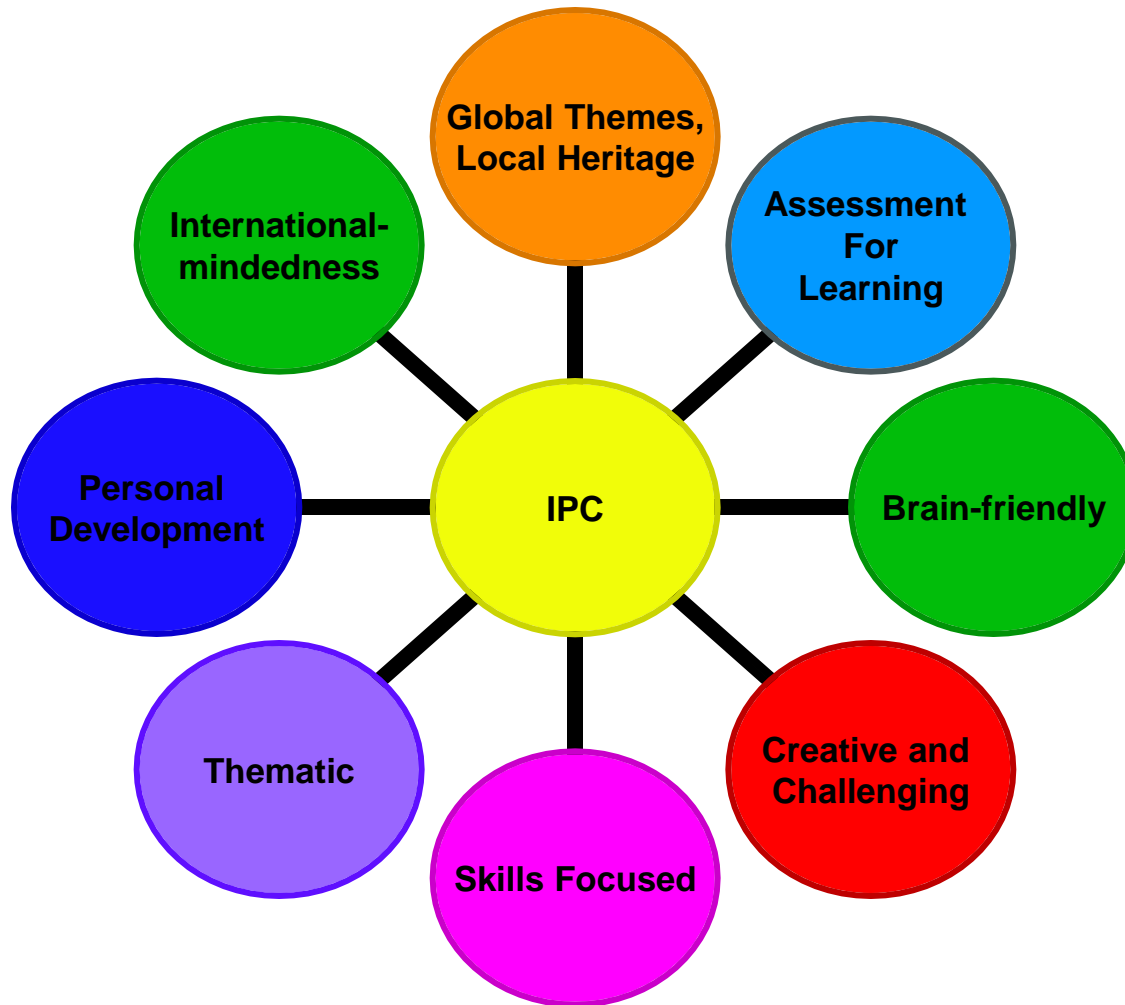 Global Themes,
Local Heritage
Assessment
For
Learning
International-
mindedness
Personal
Development
IPC
Brain-friendly
Thematic
Creative and
Challenging
Skills Focused